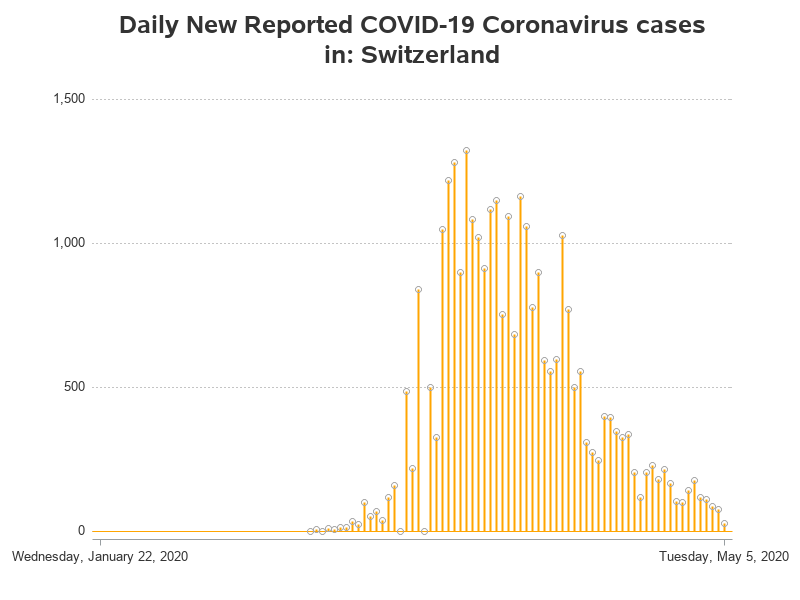 Daily New Reported COVID-19 Coronavirus cases
in: Switzerland
1,500
1,000
500
0
Wednesday, January 22, 2020
Tuesday, May 5, 2020